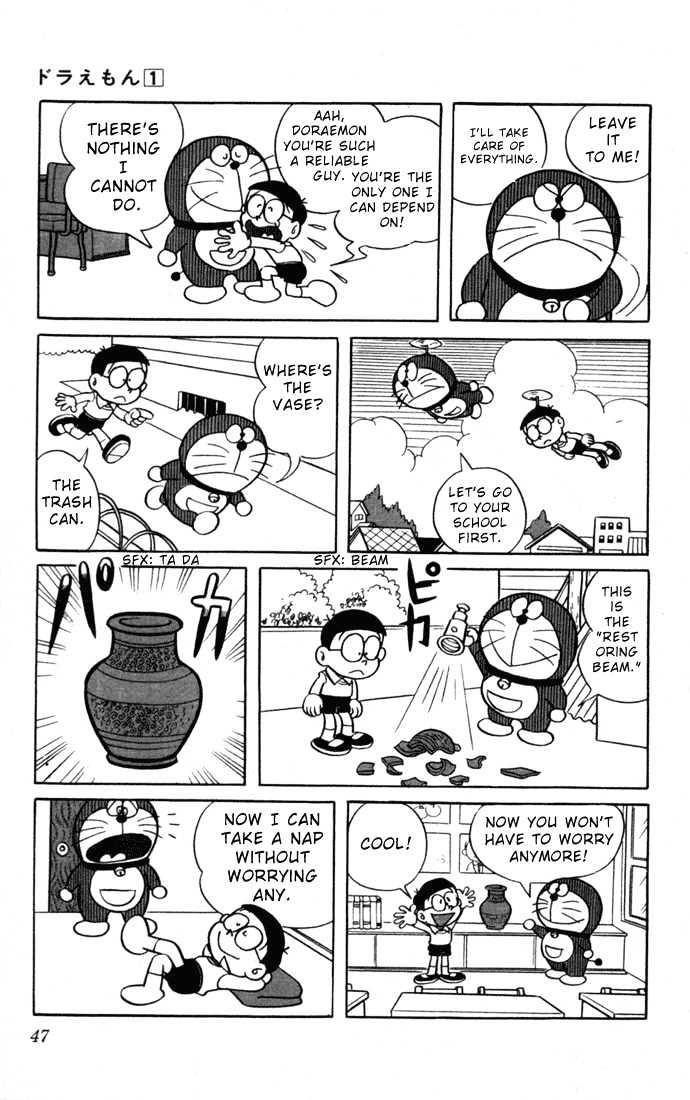 ドラえもん 1
LEAVE
IT TO
ME!
I'LL TAKE
CARE OF
EVERYTHING.
AAH,
DORAEMON
YOU'RE SUCH
A RELIABLE
GUY.
YOU'RE THE
ONLY ONE I
CAN DEPEND
ON!
THERE'S
NOTHING
I
CANNOT
DO.
LET'S GO
TO YOUR
SCHOOL
FIRST.
WHERE'S
THE
VASE?
THE
TRASH
CAN.
THIS
IS
THE
"REST
ORING
BEAM."
SFX: BEAM
ピカ
SFX: TA DA
パッカ
NOW YOU WON'T
HAVE TO WORRY
ANYMORE!
COOL!
NOW I CAN
TAKE A NAP
WITHOUT
WORRYING
ANY.
47